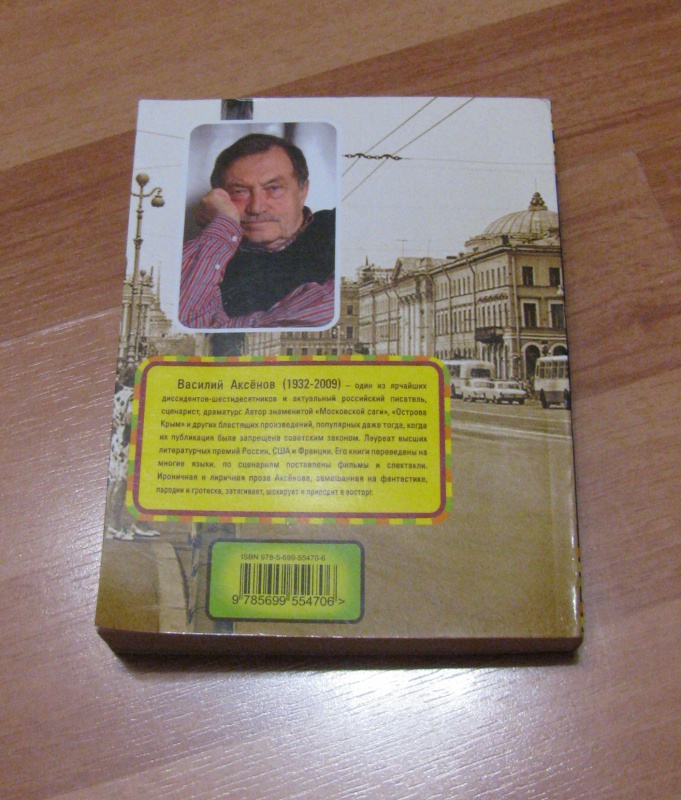 Василий Аксёнов (1932-2009) – один из ярчайших
диссидентов-шестидесятников и актуальный российский писатель,
сценарист, драматург. Автор знаменитой «Московской саги», «Острова
Крым» и других блестящих произведений, популярных даже тогда, когда
их публикация была запрещена советским законом. Лауреат высших
литературных премий России, США и Франции. Его книги переведены на
многие языки, по сценариям поставлены фильмы и спектакли.
Ироничная и лиричная проза Аксёнова, замешанная на фантастике,
пародии и гротеске, затягивает, шокирует и приводит в восторг.
ISBN 978-5-699-55470-6
9 785699 554706 >